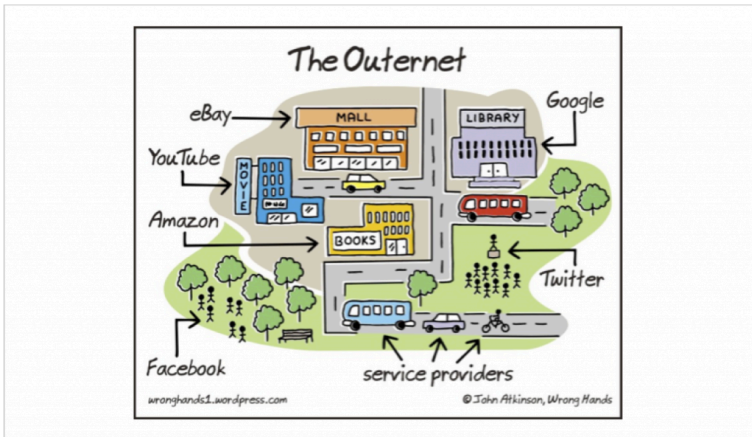 The Outernet
eBay
MALL
LIBRARY
Google
YouTube
MOVIE
Amazon
BOOKS
Twitter
Facebook
service providers
wronghands1.wordpress.com
© John Atkinson, Wrong Hands